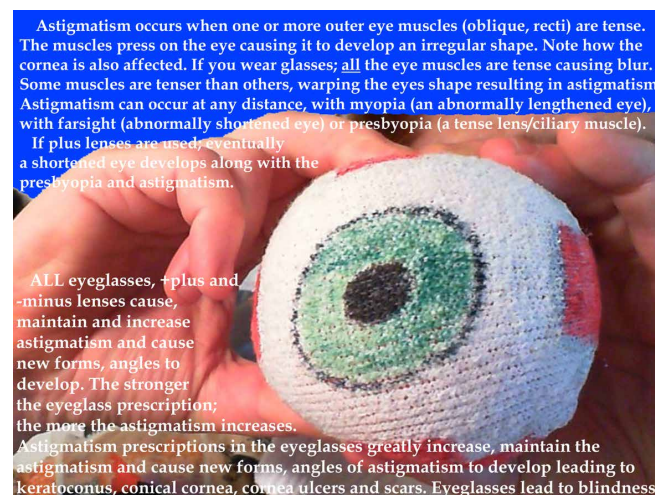 Astigmatism occurs when one or more outer eye muscles (oblique, recti) are tense.
The muscles press on the eye causing it to develop an irregular shape. Note how the
cornea is also affected. If you wear glasses; all the eye muscles are tense causing blur.
Some muscles are tenser than others, warping the eyes shape resulting in astigmatism
Astigmatism can occur at any distance, with myopia (an abnormally lengthened eye),
with farsight (abnormally shortened eye) or presbyopia (a tense lens/ciliary muscle).
If plus lenses are used; eventually
a shortened eye develops along with the
presbyopia and astigmatism.
ALL eyeglasses, +plus and
-minus lenses cause,
maintain and increase
astigmatism and cause
new forms, angles to
develop. The stronger
the eyeglass prescription;
the more the astigmatism increases.
Astigmatism prescriptions in the eyeglasses greatly increase, maintain the
astigmatism and cause new forms, angles of astigmatism to develop leading to
keratoconus, conical cornea, cornea ulcers and scars. Eyeglasses lead to blindness